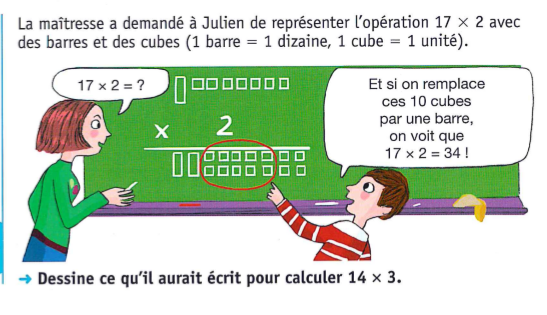 La maîtresse a demandé à Julien de représenter l'opération 17 × 2 avec
des barres et des cubes (1 barre = 1 dizaine, 1 cube = 1 unité).
17 × 2 = ?
x 2
Et si on remplace
ces 10 cubes
par une barre,
on voit que
17 × 2 = 34 !
→ Dessine ce qu'il aurait écrit pour calculer 14 × 3.